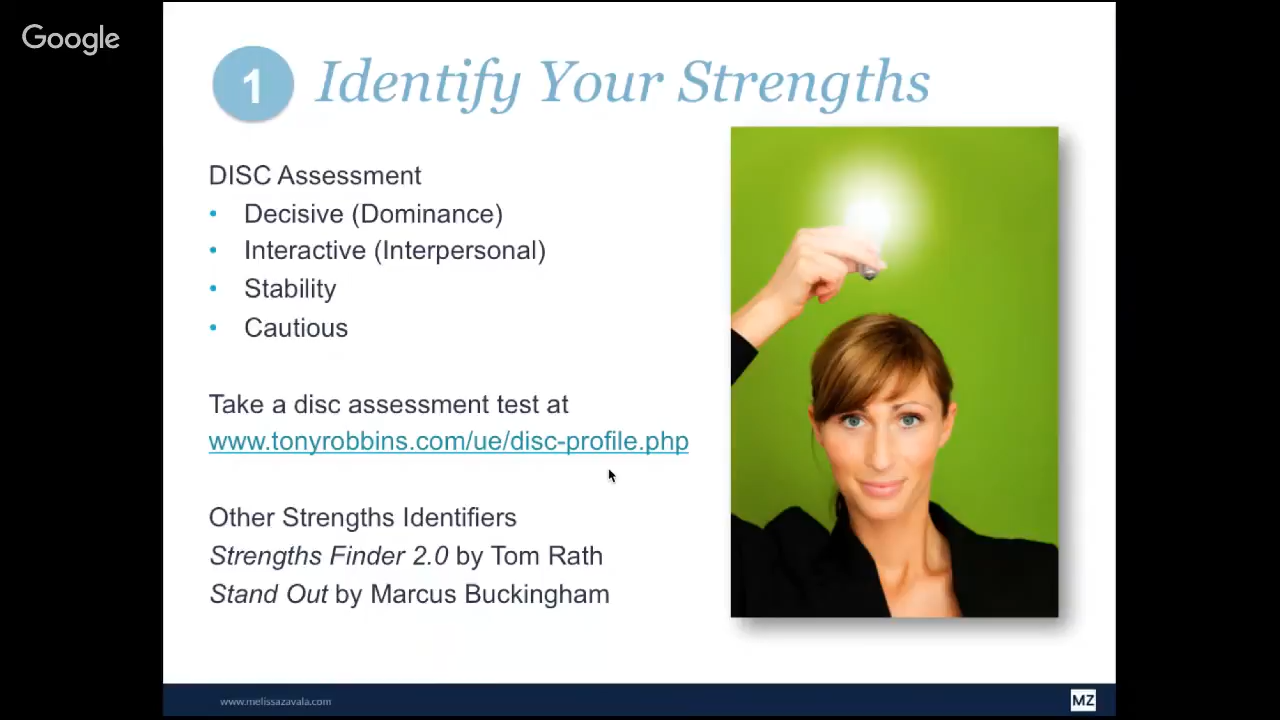 Google
1 Identify Your Strengths
DISC Assessment
• Decisive (Dominance)
• Interactive (Interpersonal)
• Stability
• Cautious
Take a disc assessment test at
www.tonyrobbins.com/ue/disc-profile.php
Other Strengths Identifiers
Strengths Finder 2.0 by Tom Rath
Stand Out by Marcus Buckingham
www.melissazavala.com
MZ